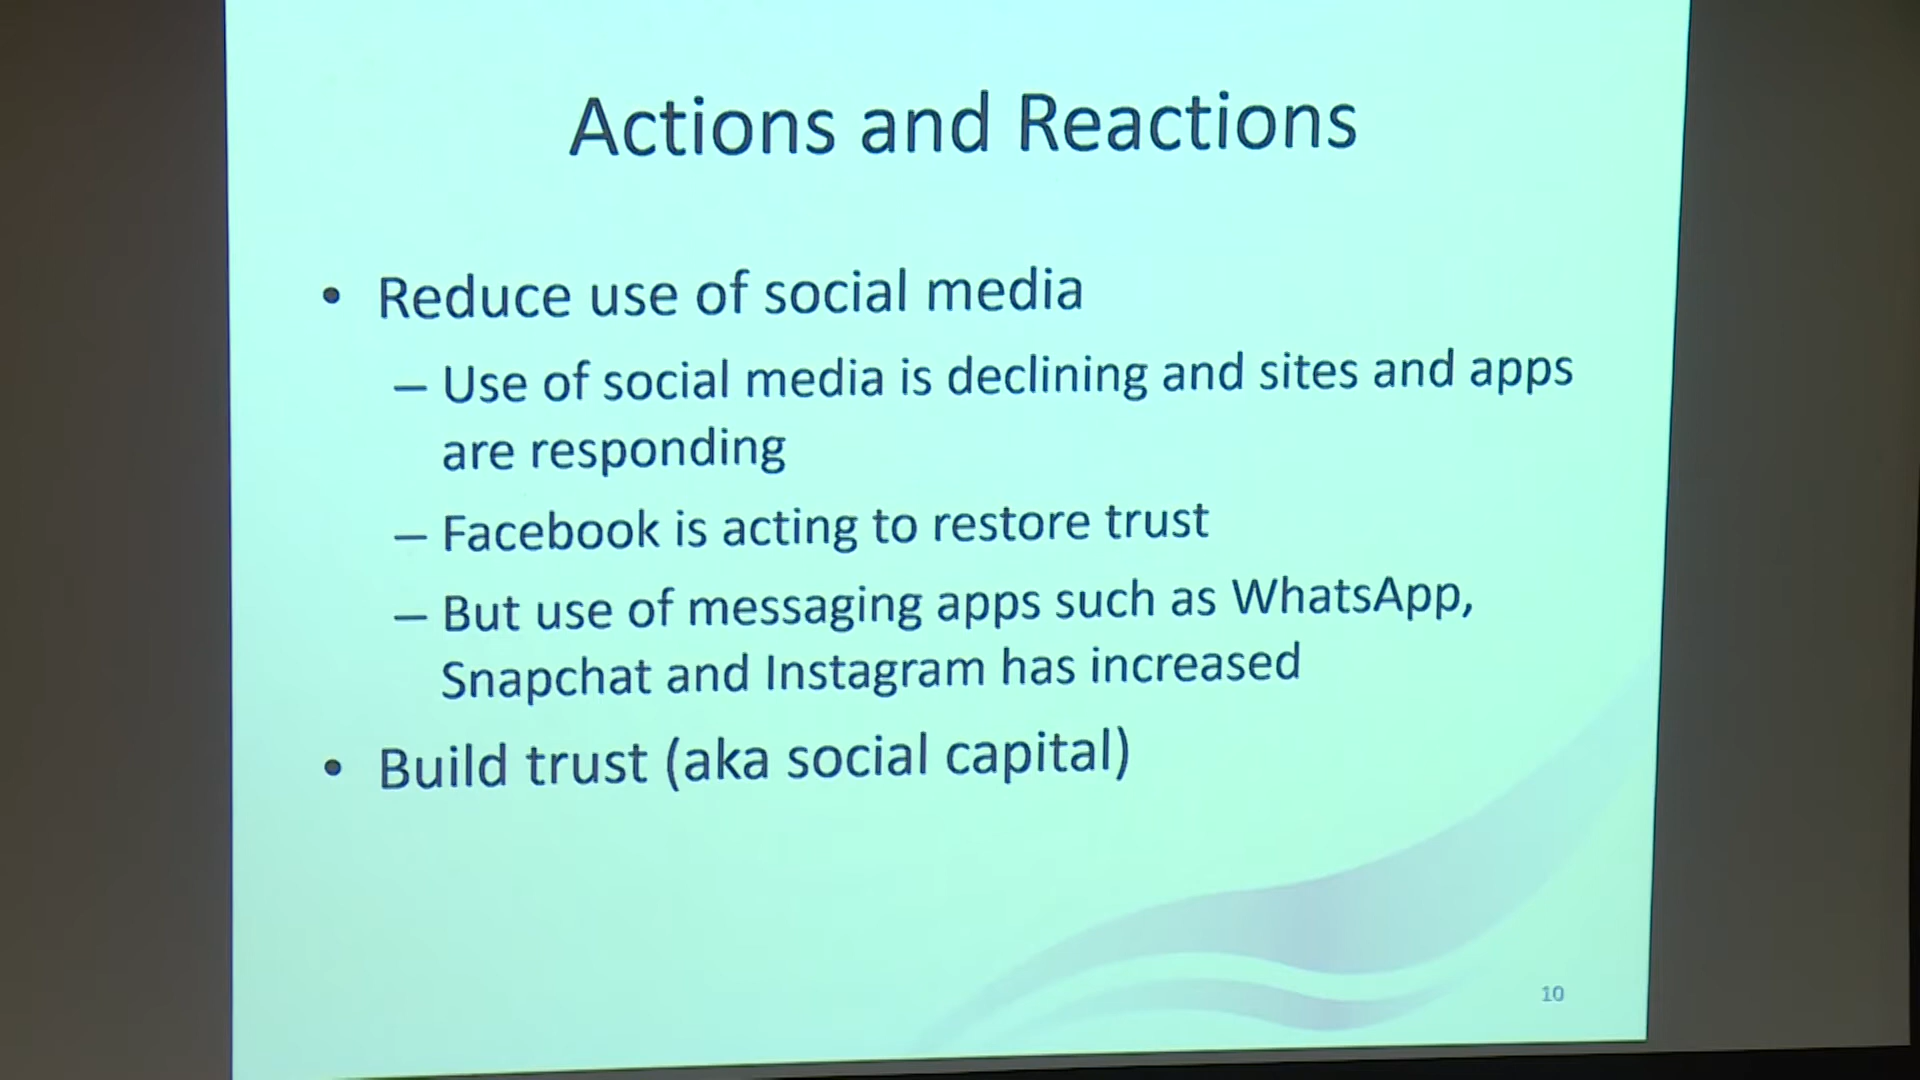 Actions and Reactions
• Reduce use of social media
– Use of social media is declining and sites and apps
are responding
– Facebook is acting to restore trust
– But use of messaging apps such as WhatsApp,
Snapchat and Instagram has increased
• Build trust (aka social capital)
10